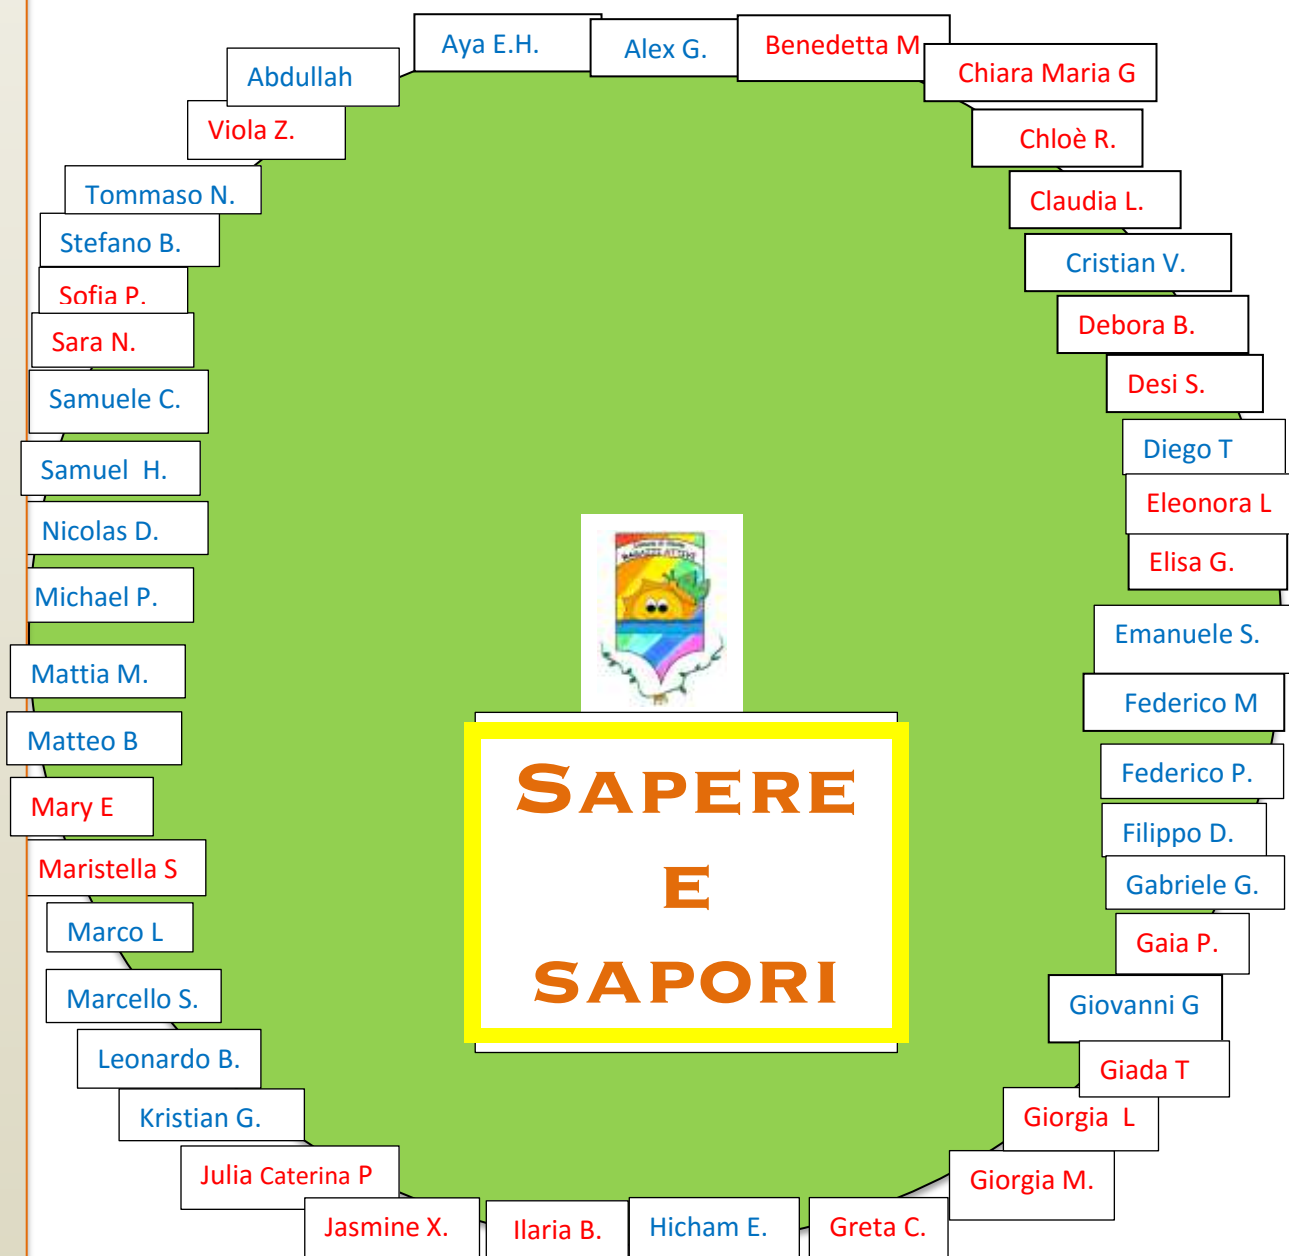 Aya E.H.
Alex G.
Benedetta M
Chiara Maria G
Chloè R.
Claudia L.
Cristian V.
Debora B.
Desi S.
Diego T
Eleonora L
Elisa G.
Emanuele S.
Federico M
Federico P.
Filippo D.
Gabriele G.
Gaia P.
Giovanni G
Giada T
Giorgia L
Giorgia M.
Greta C.
Hicham E.
Ilaria B.
Jasmine X.
Julia Caterina P
Kristian G.
Leonardo B.
Marcello S.
Marco L
Maristella S
Mary E
Matteo B
Mattia M.
Michael P.
Nicolas D.
Samuel H.
Samuele C.
Sara N.
Sofia P.
Stefano B.
Tommaso N.
Viola Z.
Abdullah
RAGAZZI ATTIVI
SAPERE
E
SAPORI